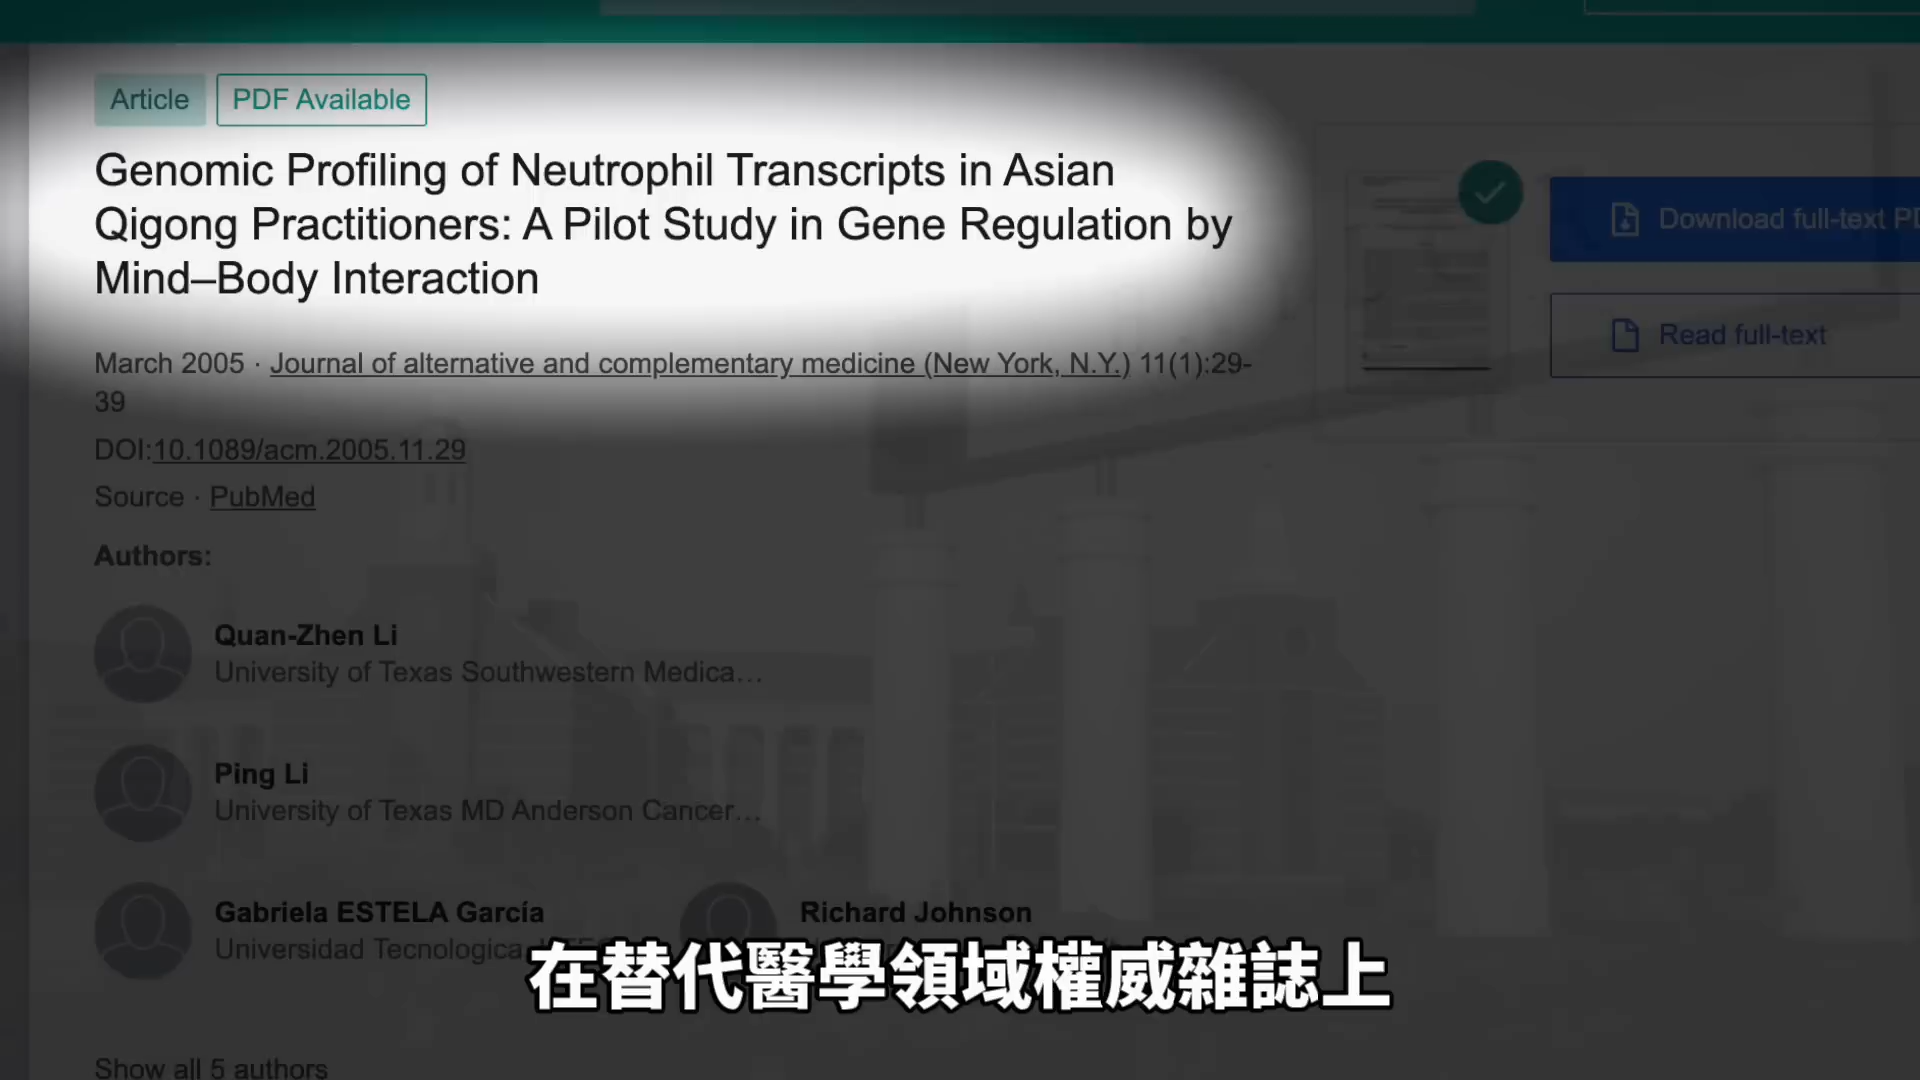 Article
PDF Available
Genomic Profiling of Neutrophil Transcripts in Asian
Qigong Practitioners: A Pilot Study in Gene Regulation by
Mind–Body Interaction
March 2005 · Journal of alternative and complementary medicine (New York, N.Y.) 11(1):29-
39
DOI:10.1089/acm.2005.11.29
Source · PubMed
Authors:
Quan-Zhen Li
University of Texas Southwestern Medica...
Ping Li
University of Texas MD Anderson Cancer...
Gabriela ESTELA García
Universidad Tecnologica
Richard Johnson
Show all 5 authors
Download full-text P
Read full-text
在替代醫學領域權威雜誌上